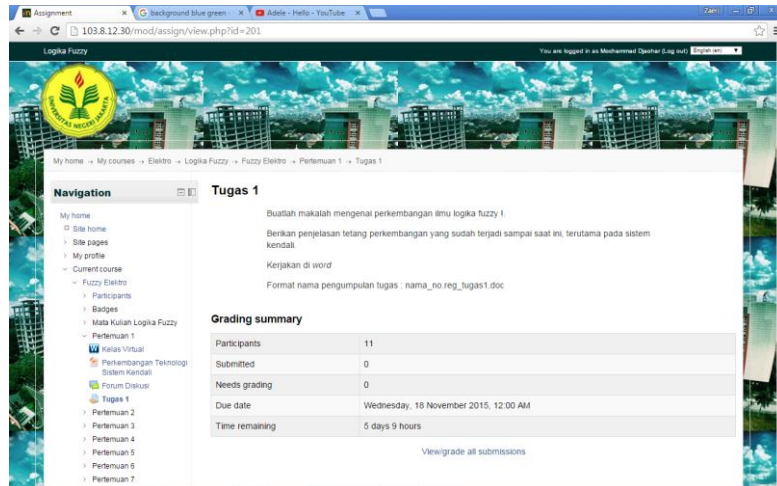 Assignment
background blue green -
Adele - Hello - YouTube
Zaen
103.8.12.30/mod/assign/view.php?id=201
Logika Fuzzy
You are logged in as Mochammad Djaohar (Log out)
English (en)
UNIVERSITAS NEGERI JAKARTA
My home → My courses → Elektro → Logika Fuzzy → Fuzzy Elektro → Pertemuan 1 → Tugas 1
Navigation
My home
Site home
Site pages
My profile
Current course
Fuzzy Elektro
Participants
Badges
Mata Kuliah Logika Fuzzy
Pertemuan 1
Kelas Virtual
Perkembangan Teknologi
Sistem Kendali
Forum Diskusi
Tugas 1
Pertemuan 2
Pertemuan 3
Pertemuan 4
Pertemuan 5
Pertemuan 6
Pertemuan 7
Tugas 1
Buatlah makalah mengenai perkembangan ilmu logika fuzzy !.
Berikan penjelasan tetang perkembangan yang sudah terjadi sampai saat ini, terutama pada sistem
kendali.
Kerjakan di word
Format nama pengumpulan tugas : nama_no.reg_tugas1.doc
Grading summary
Participants 11
Submitted 0
Needs grading 0
Due date Wednesday, 18 November 2015, 12:00 AM
Time remaining 5 days 9 hours
View/grade all submissions